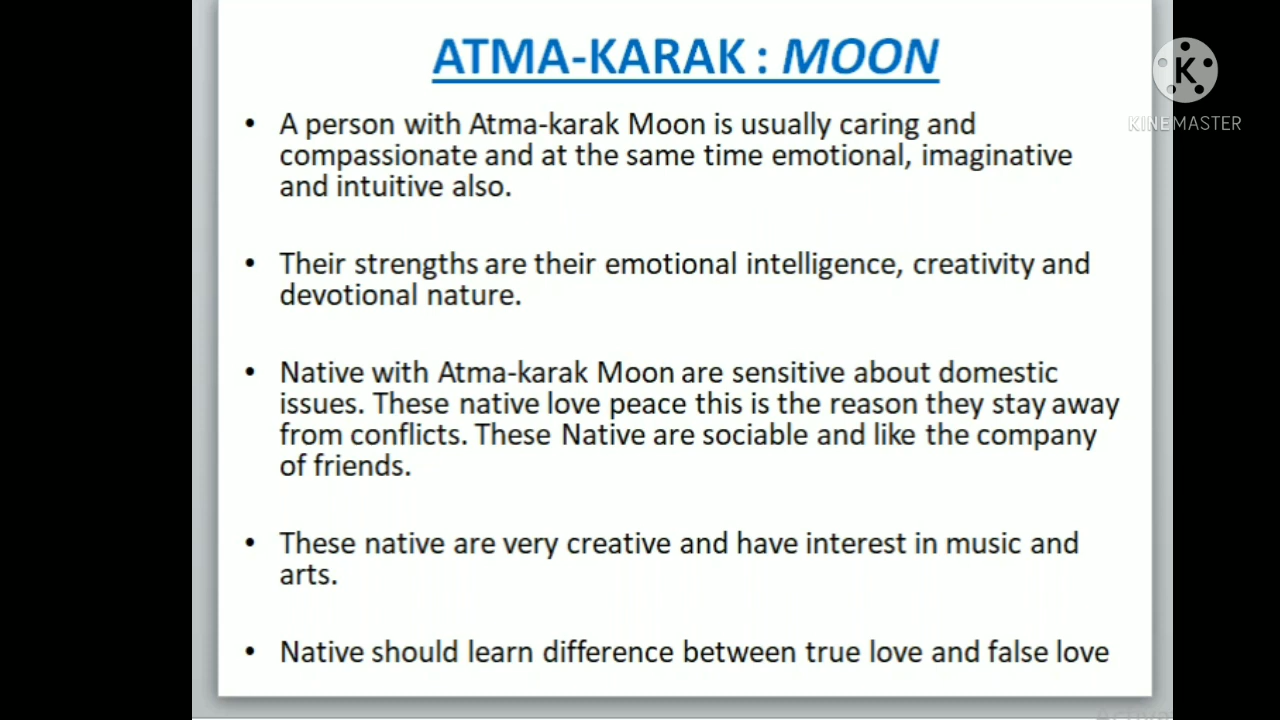 ATMA-KARAK : MOON
• A person with Atma-karak Moon is usually caring and
compassionate and at the same time emotional, imaginative
and intuitive also.
• Their strengths are their emotional intelligence, creativity and
devotional nature.
• Native with Atma-karak Moon are sensitive about domestic
issues. These native love peace this is the reason they stay away
from conflicts. These Native are sociable and like the company
of friends.
• These native are very creative and have interest in music and
arts.
• Native should learn difference between true love and false love
K
KINEMASTER